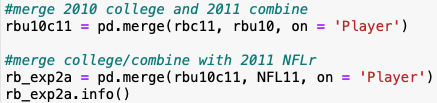 #merge 2010 college and 2011 combine
rbu10c11 = pd.merge(rbc11, rbu10, on = 'Player')
#merge college/combine with 2011 NFLr
rb_exp2a = pd.merge(rbu10c11, NFL11, on = 'Player')
rb_exp2a.info()